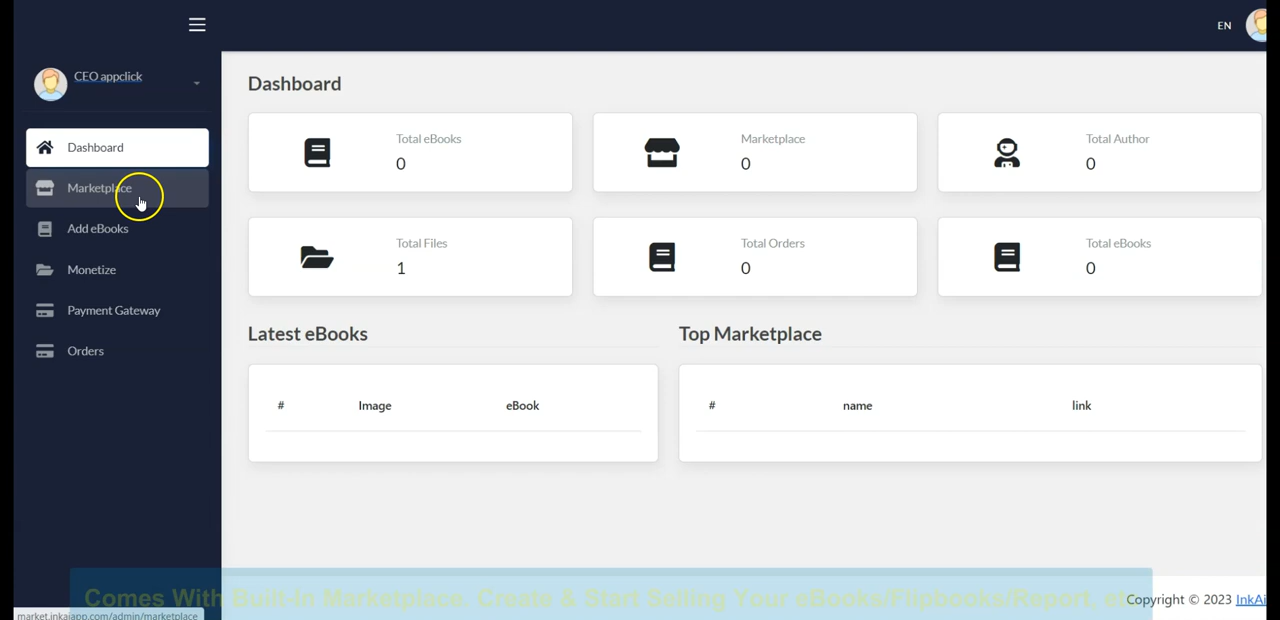 EN
CEO appclick
Dashboard
Marketplace
Add eBooks
Monetize
Payment Gateway
Orders
Dashboard
Total eBooks
0
Marketplace
0
Total Author
0
Total Files
1
Total Orders
0
Total eBooks
0
Latest eBooks
Top Marketplace
# Image eBook
# name link
Comes With Built-In Marketplace. Create & Start Selling Your eBooks/Flipbooks/Report,
Copyright © 2023 InkAi
market.inkaiapp.com/admin/marketplace